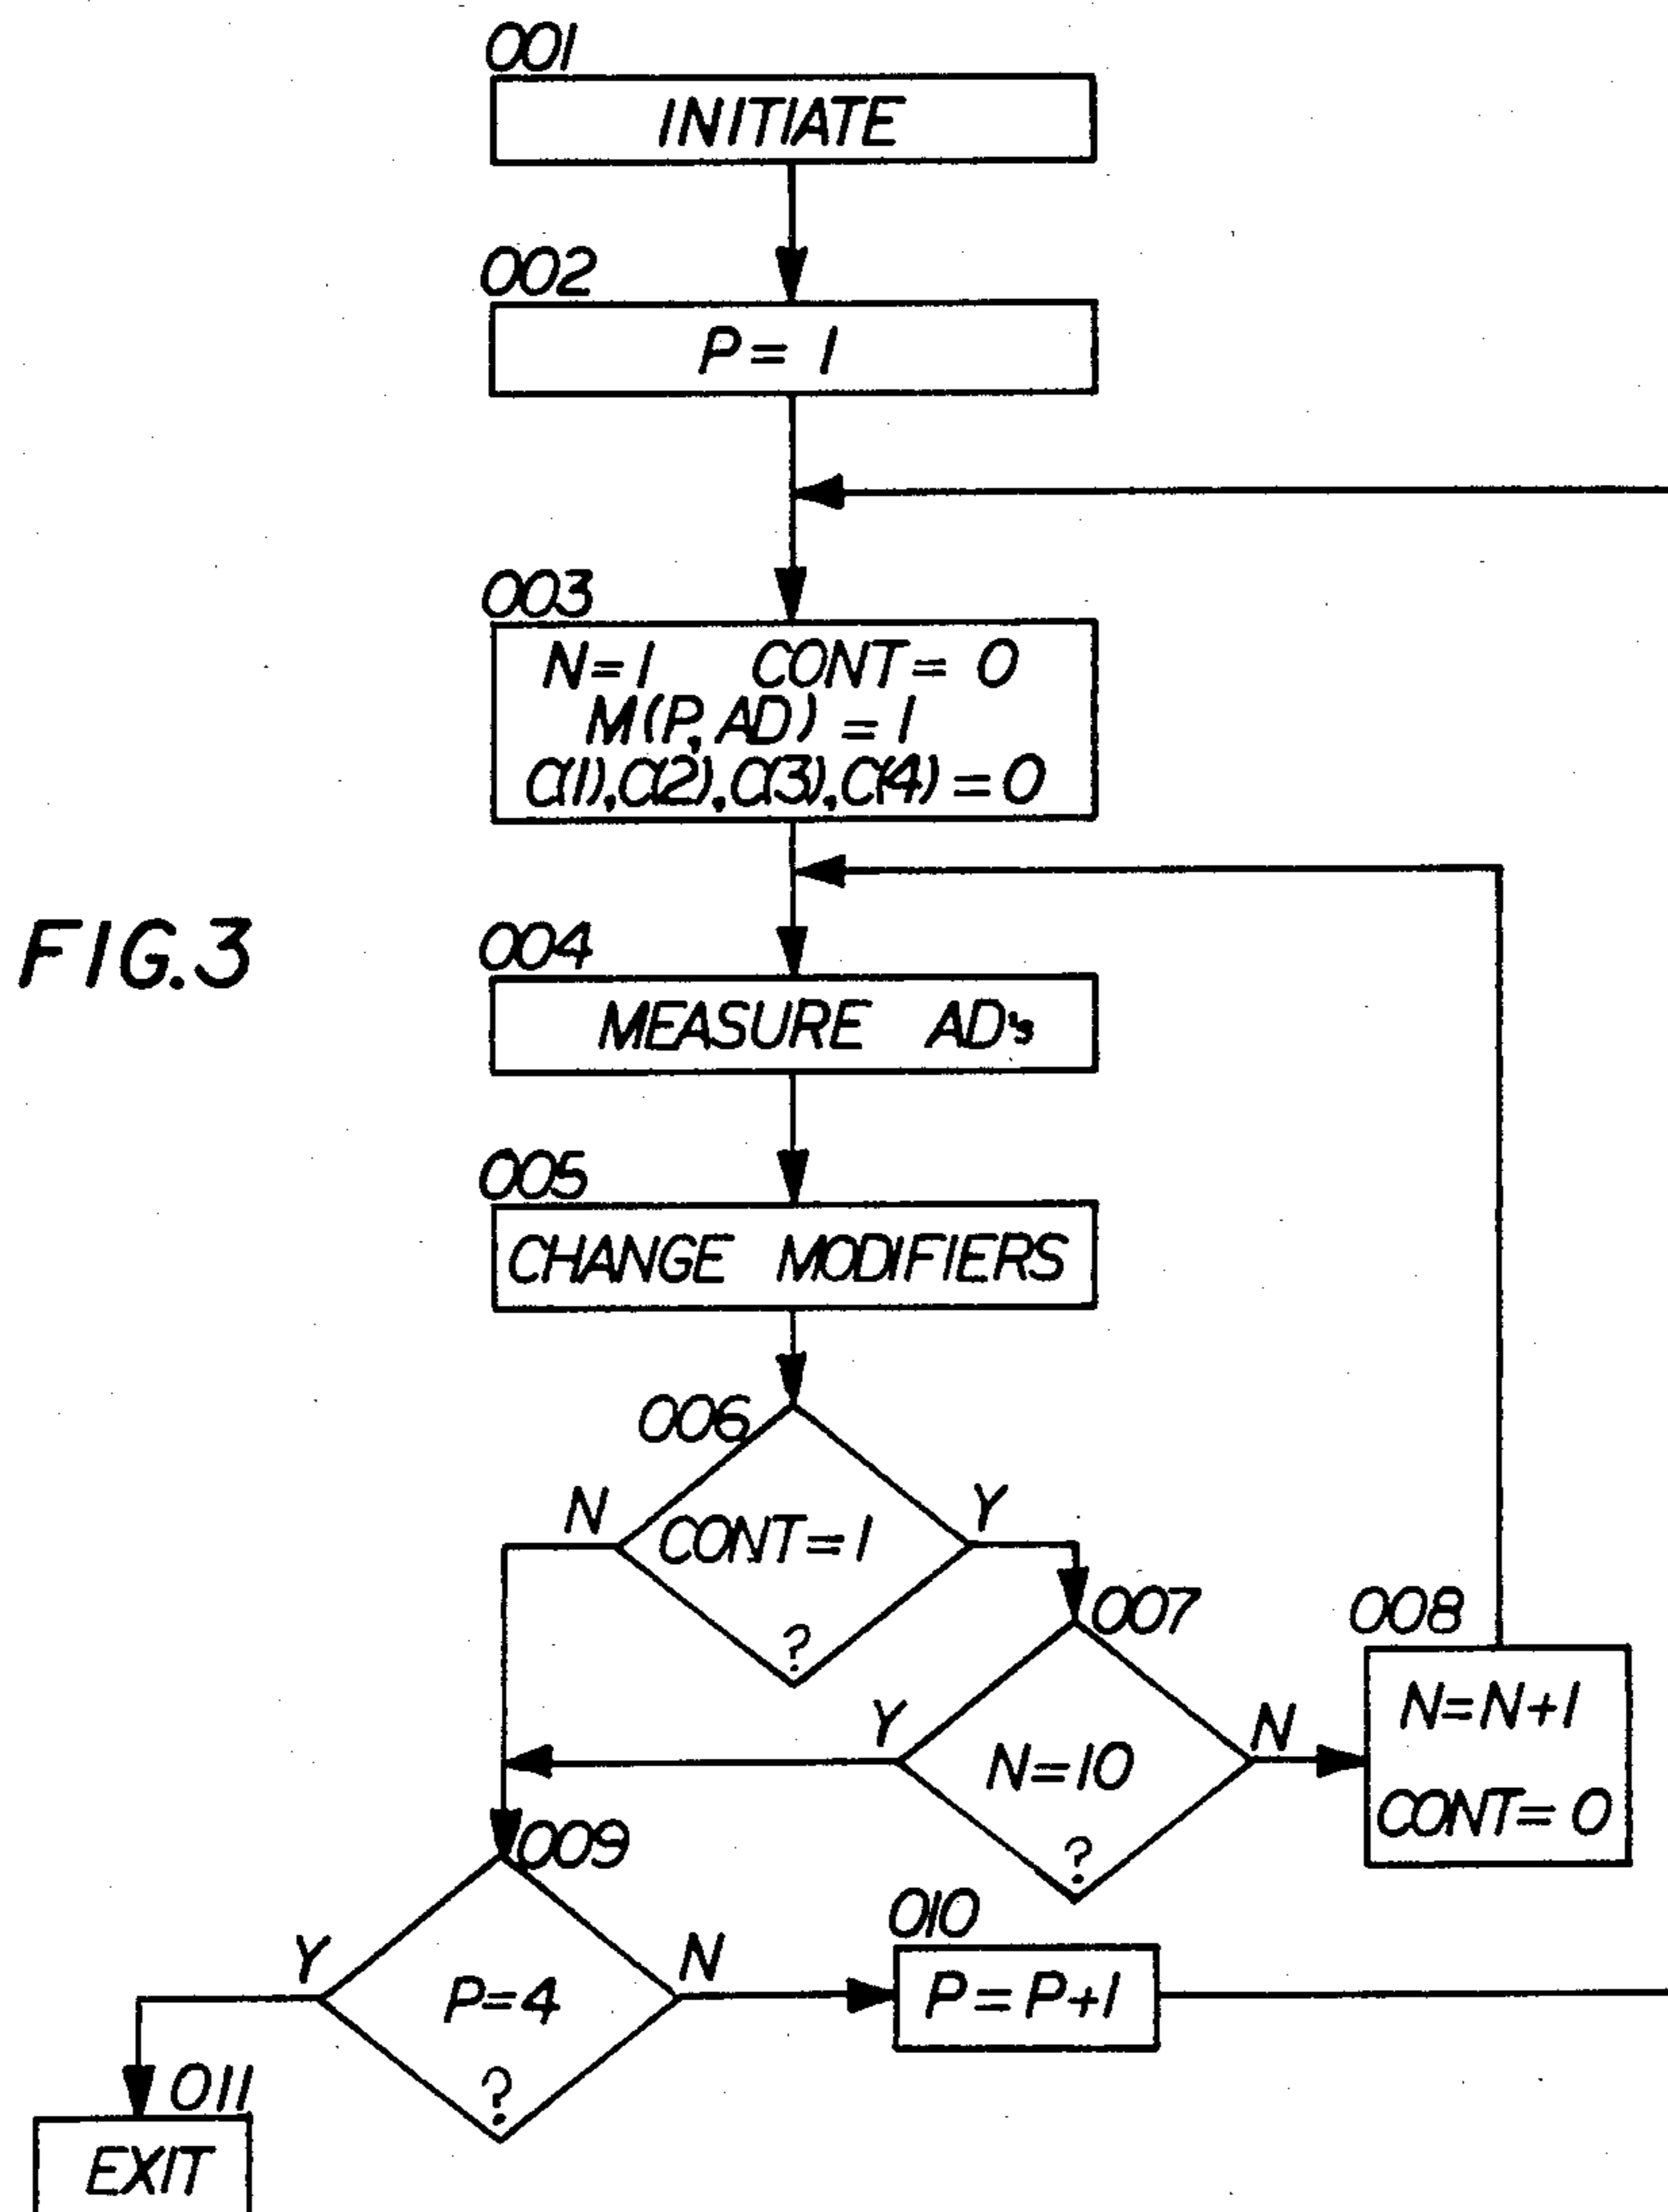 001
INITIATE
002
P= 1
003
N=1 CONT= 0
M(P,AD) = 1
C(1),C(2),C(3),C(4) = 0
FIG.3
004
MEASURE AD's
005
CHANGE MODIFIERS
006
N
CONT=1
?
Y
007
Y
N=10
?
N
008
N=N+1
CONT= 0
009
Y
P=4
?
N
010
P=P+1
011
EXIT